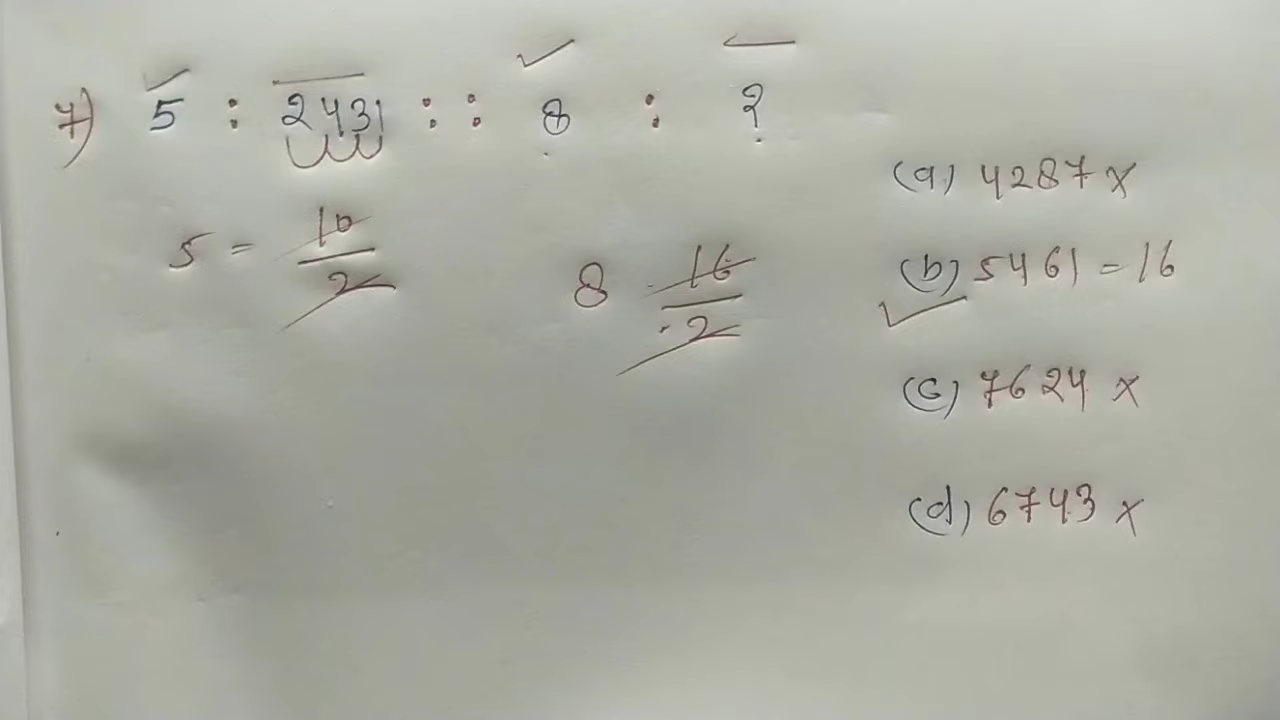 7) 5 : 2431 :: 8 : ?
(a) 4287 x
5 = 10/2
8 16/2
(b) 5461 = 16
(c) 7624 x
(d) 6743 x